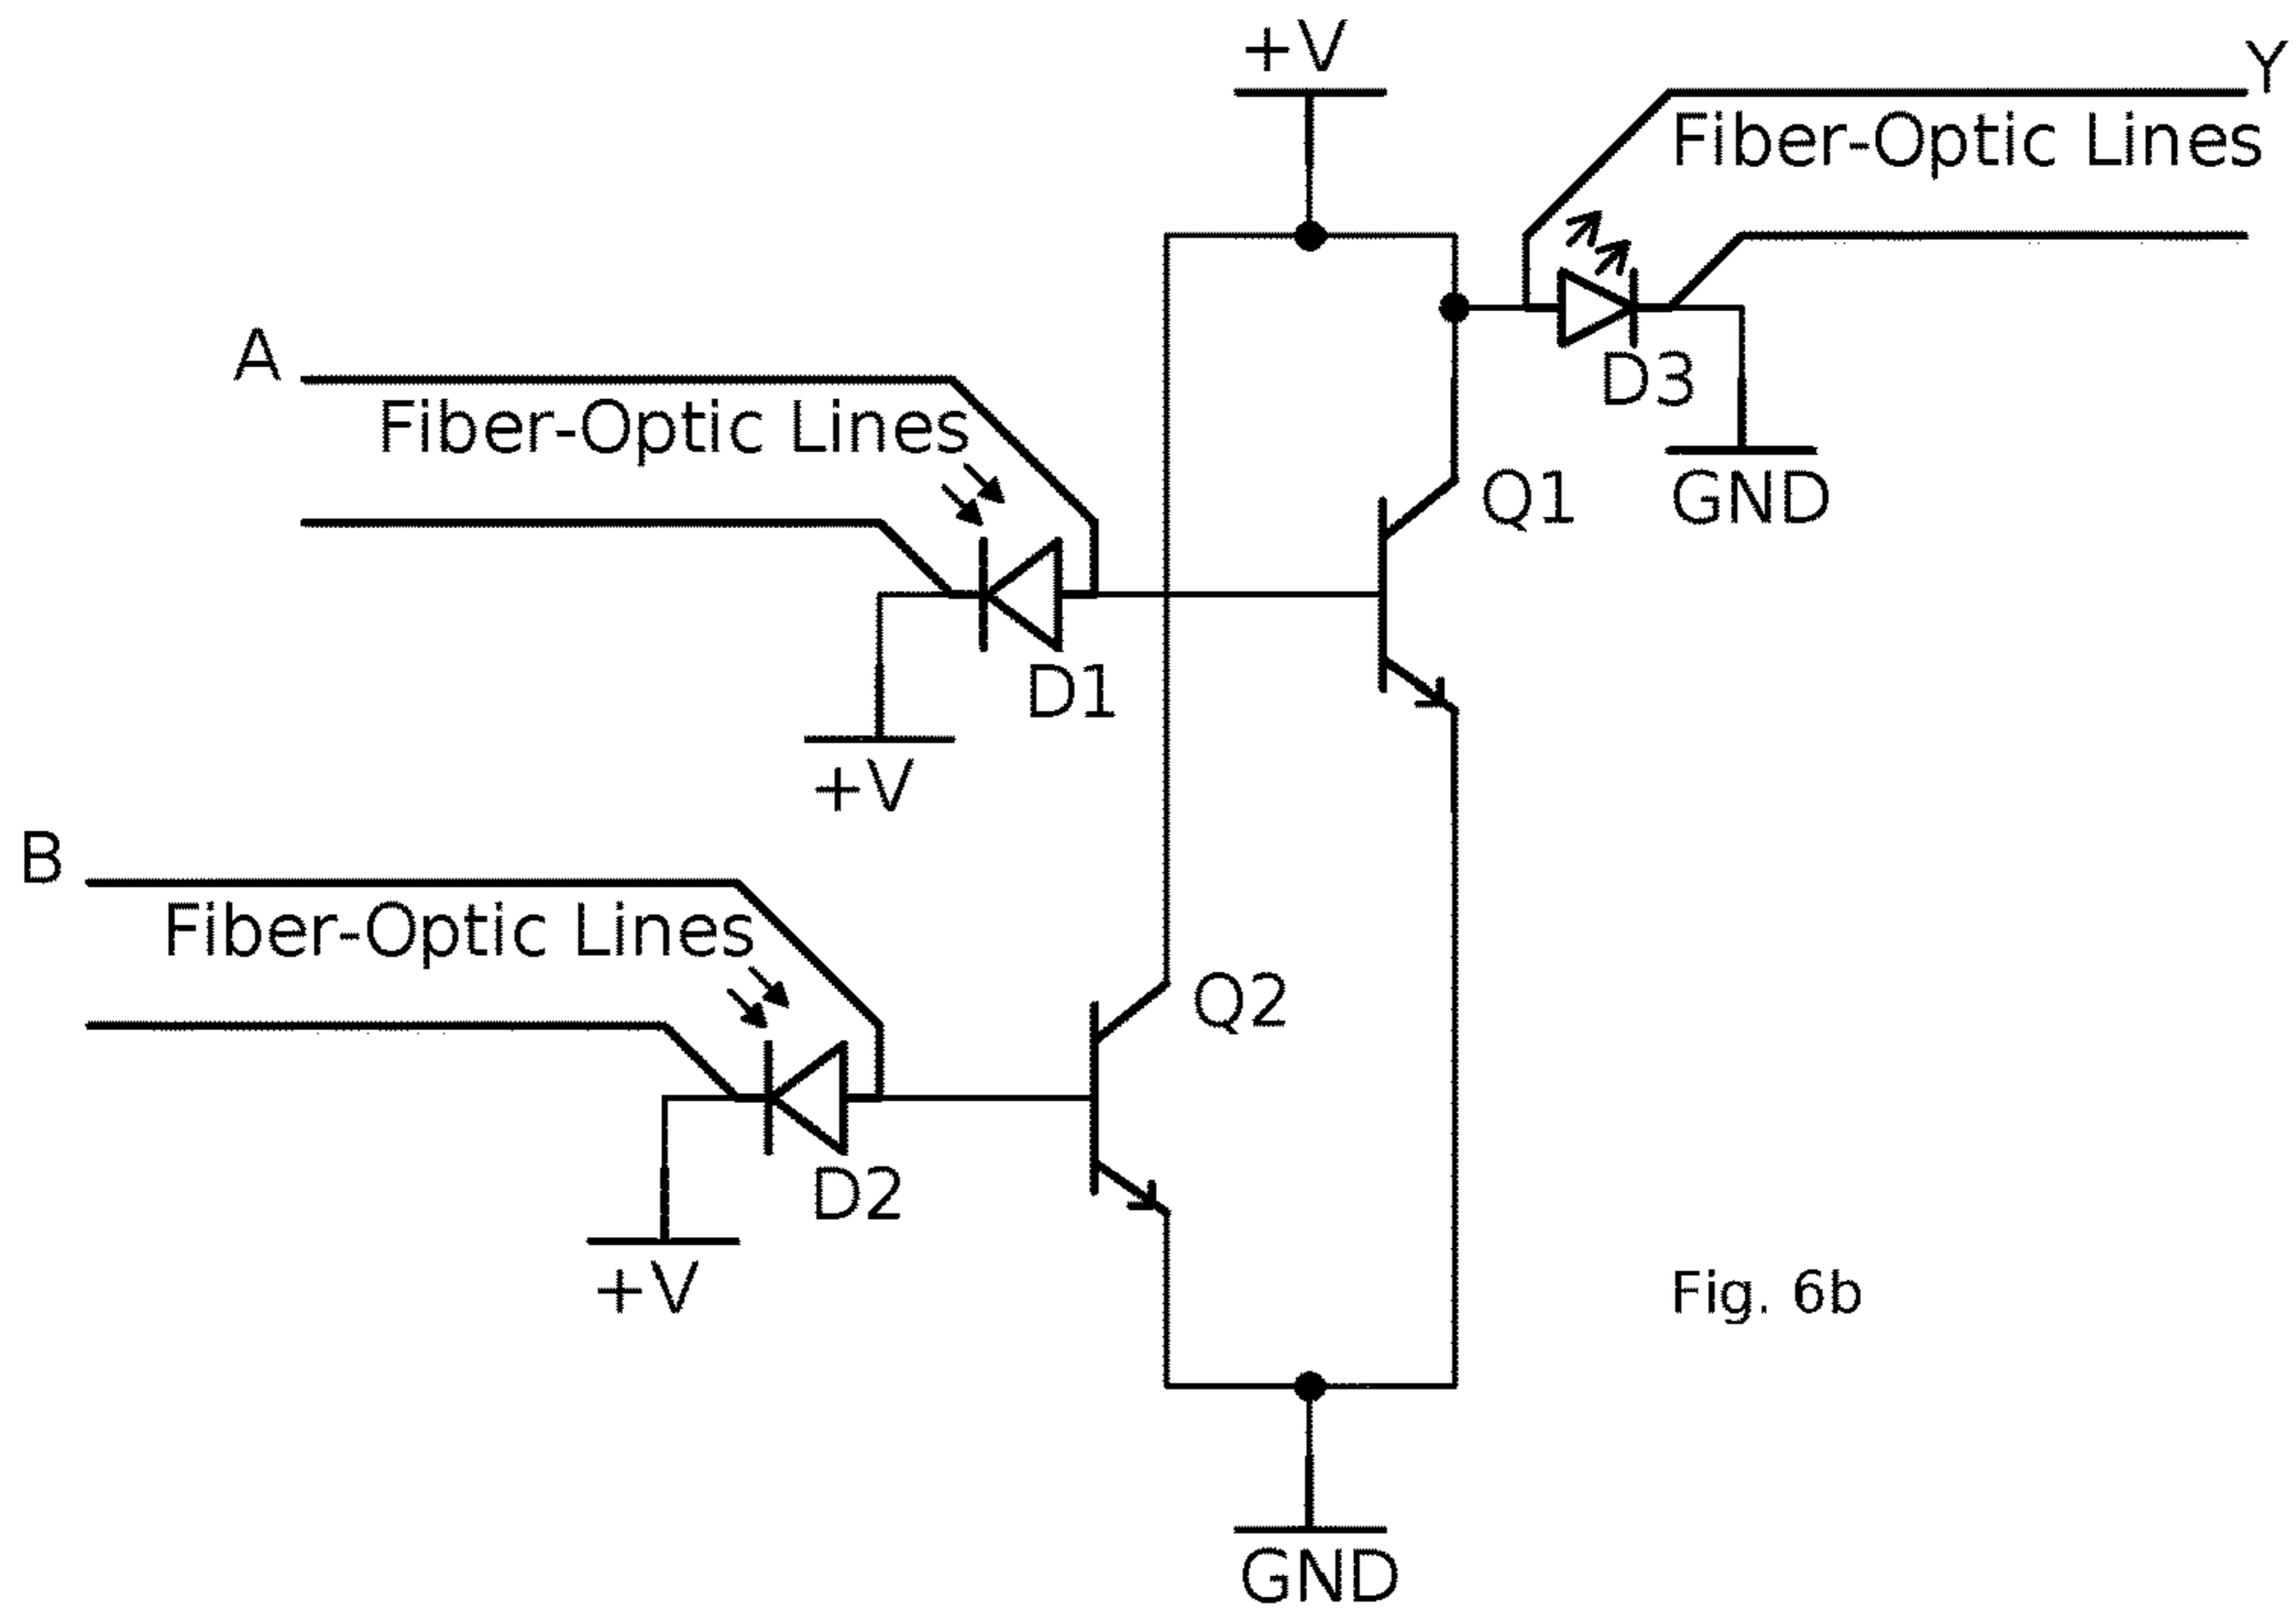 +V
Y
Fiber-Optic Lines
A
D3
Fiber-Optic Lines
Q1
GND
D1
+V
B
Fiber-Optic Lines
Q2
D2
+V
Fig. 6b
GND